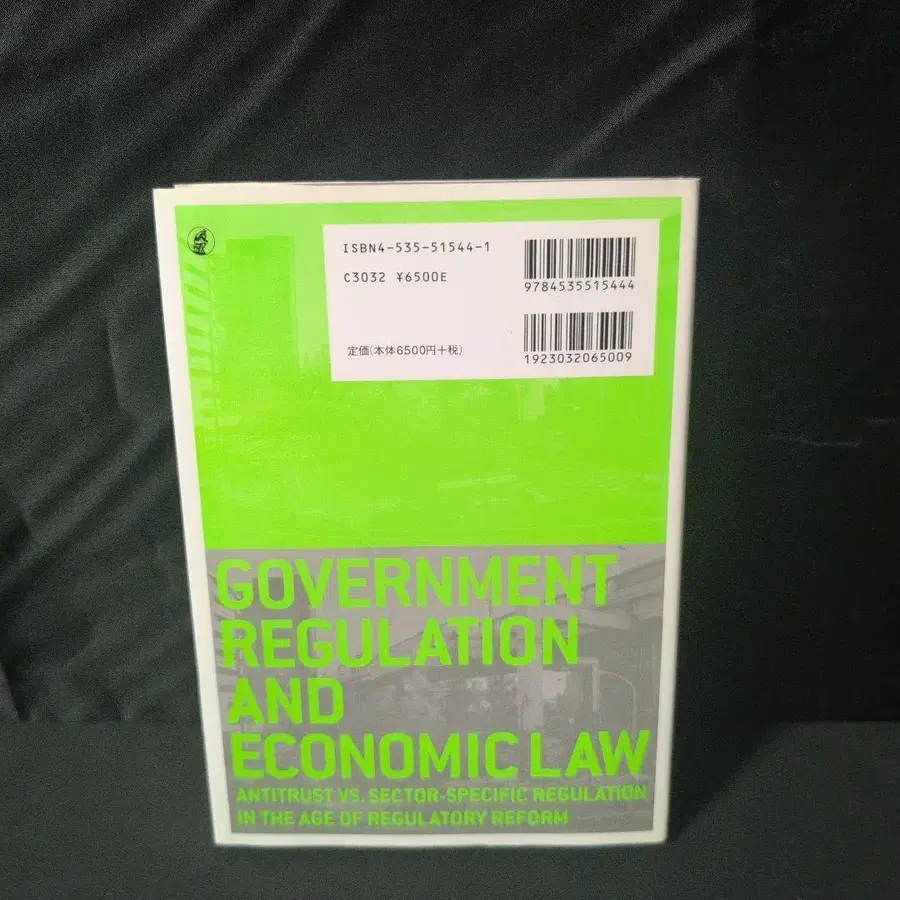 ISBN4-535-51544-1
C3032 ¥6500E
9784535515444
定価(本体6500円+税)
1923032065009
GOVERNMENT
REGULATION
AND
ECONOMIC LAW
ANTITRUST VS. SECTOR-SPECIFIC REGULATION
IN THE AGE OF REGULATORY REFORM